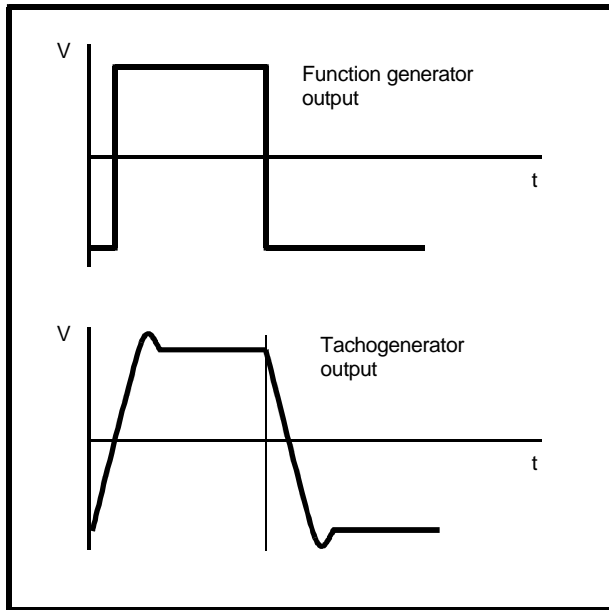 V
Function generator
output
t
V
Tachogenerator
output
t